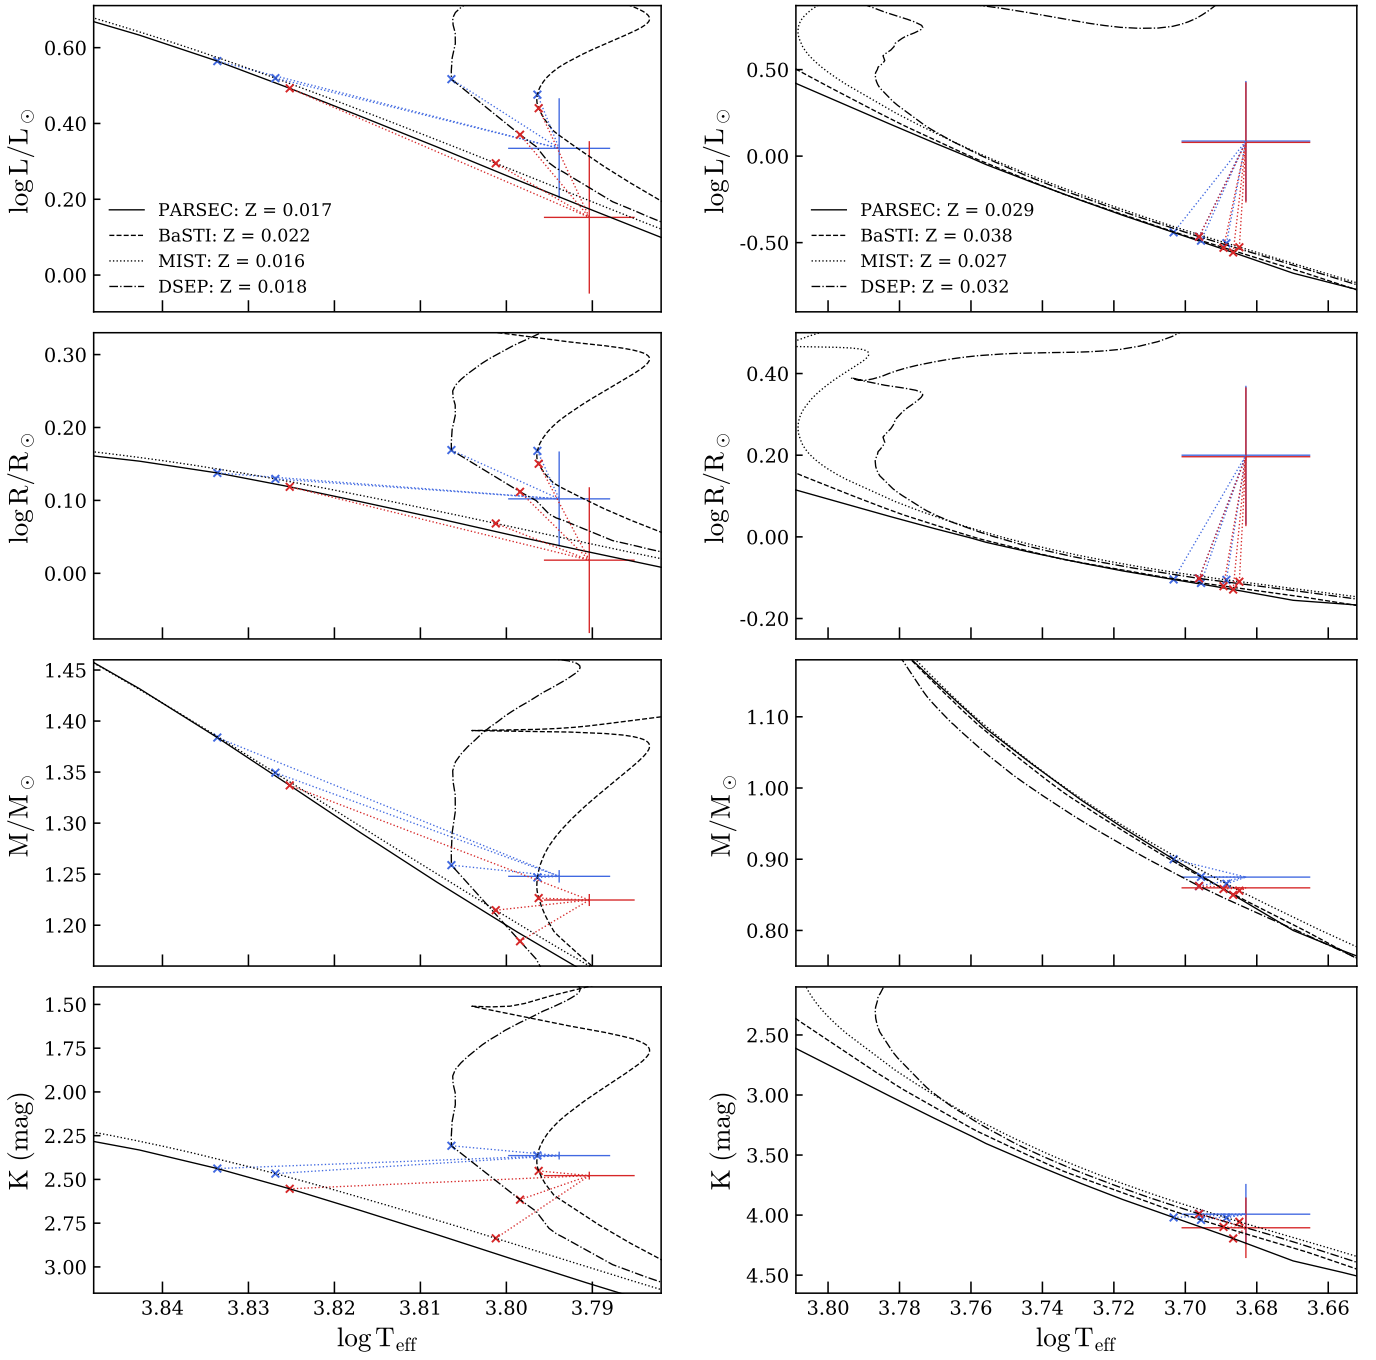 0.60
0.40
0.20
0.00
log L/L☉
PARSEC: Z = 0.017
BaSTI: Z = 0.022
MIST: Z = 0.016
DSEP: Z = 0.018
0.50
0.00
-0.50
log L/L☉
PARSEC: Z = 0.029
BaSTI: Z = 0.038
MIST: Z = 0.027
DSEP: Z = 0.032
0.30
0.20
0.10
0.00
log R/R☉
0.40
0.20
0.00
-0.20
log R/R☉
1.45
1.40
1.35
1.30
1.25
1.20
M/M☉
1.10
1.00
0.90
0.80
M/M☉
1.50
1.75
2.00
2.25
2.50
2.75
3.00
K (mag)
3.84 3.83 3.82 3.81 3.80 3.79
log Teff
2.50
3.00
3.50
4.00
4.50
K (mag)
3.80 3.78 3.76 3.74 3.72 3.70 3.68 3.66
log Teff